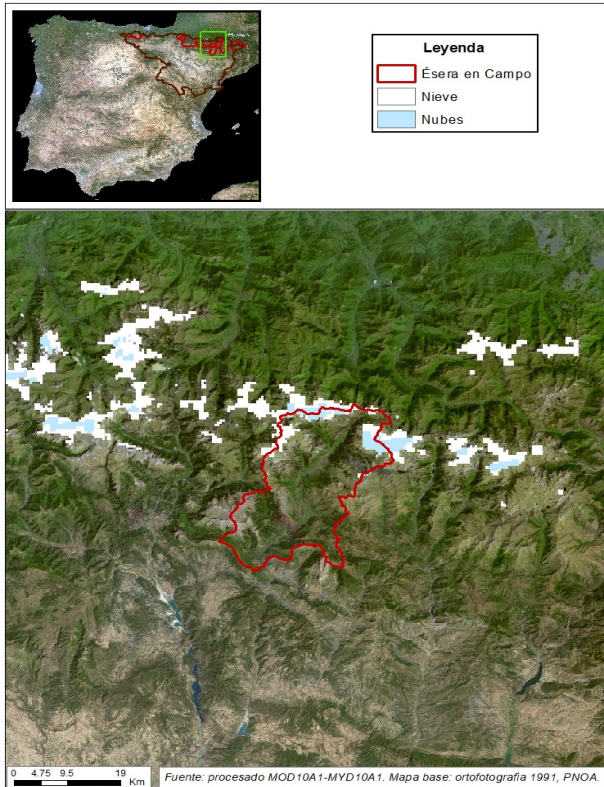 Leyenda
Ésera en Campo
Nieve
Nubes
0 4.75 9.5 19
Km
Fuente: procesado MOD10A1-MYD10A1. Mapa base: ortofotografia 1991, PNOA.